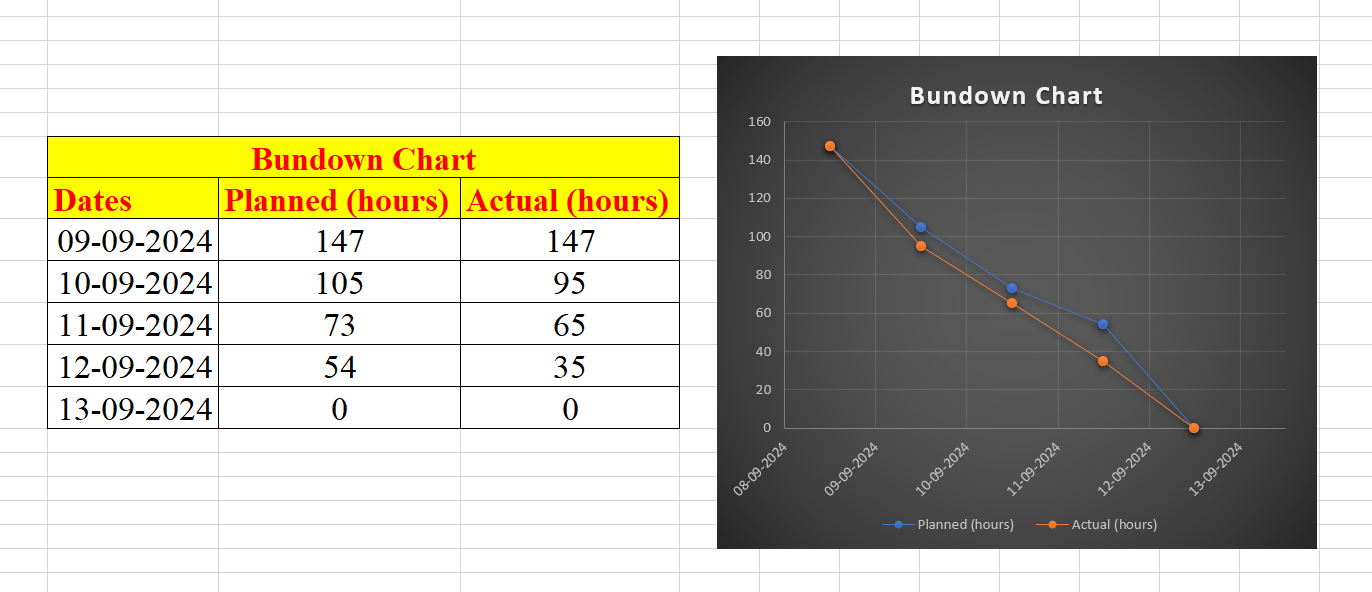 Bundown Chart
Dates Planned (hours) Actual (hours)
09-09-2024 147 147
10-09-2024 105 95
11-09-2024 73 65
12-09-2024 54 35
13-09-2024 0 0
Bundown Chart
160
140
120
100
80
60
40
20
0
08-09-2024 09-09-2024 10-09-2024 11-09-2024 12-09-2024 13-09-2024
Planned (hours) Actual (hours)